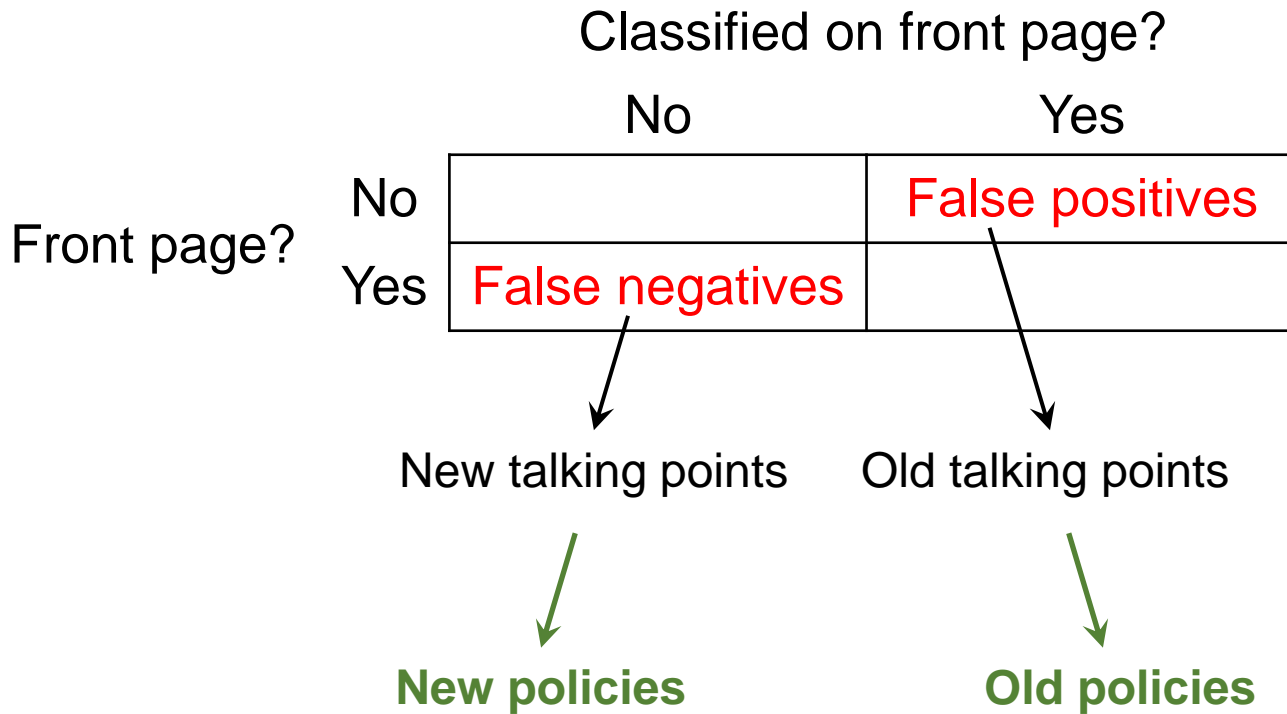 Classified on front page?
No Yes
No False positives
Front page?
Yes False negatives
New talking points Old talking points
New policies Old policies